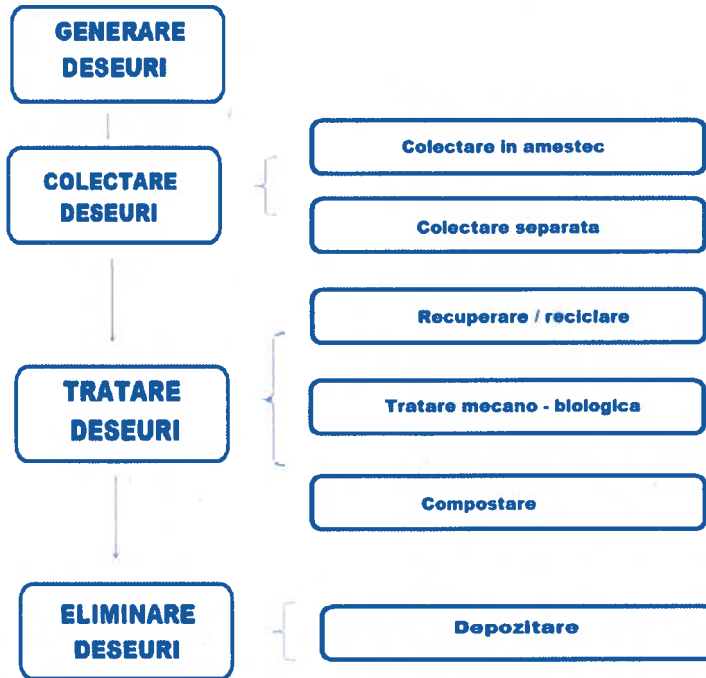 GENERARE
DESEURI
COLECTARE
DESEURI
Colectare in amestec
Colectare separata
TRATARE
DESEURI
Recuperare / reciclare
Tratare mecano - biologica
Compostare
ELIMINARE
DESEURI
Depozitare